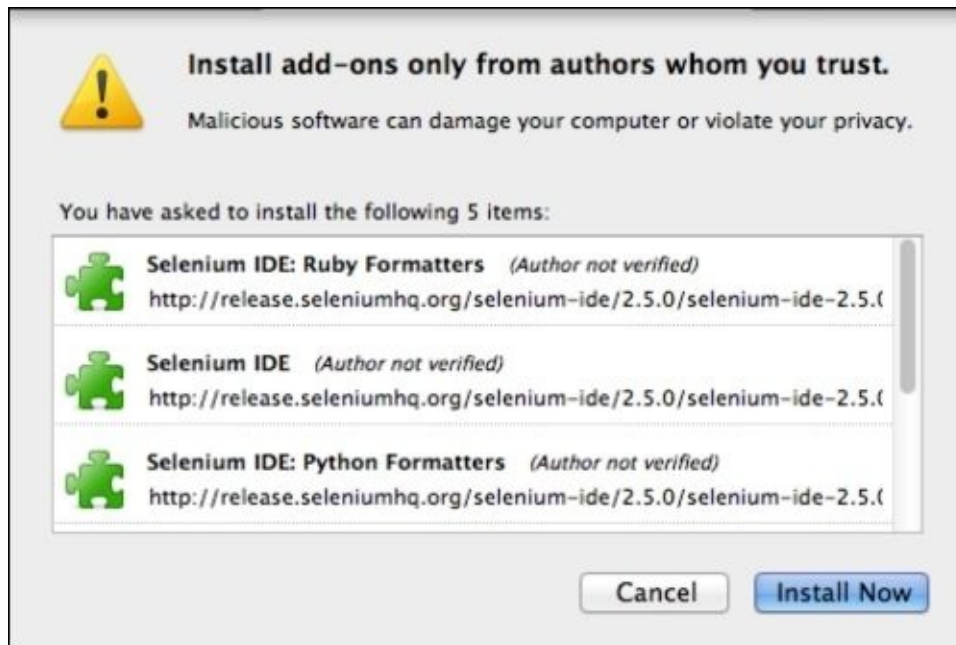 Install add-ons only from authors whom you trust.
Malicious software can damage your computer or violate your privacy.
You have asked to install the following 5 items:
Selenium IDE: Ruby Formatters (Author not verified)
http://release.seleniumhq.org/selenium-ide/2.5.0/selenium-ide-2.5.(
Selenium IDE (Author not verified)
http://release.seleniumhq.org/selenium-ide/2.5.0/selenium-ide-2.5.(
Selenium IDE: Python Formatters (Author not verified)
http://release.seleniumhq.org/selenium-ide/2.5.0/selenium-ide-2.5.(
Cancel Install Now